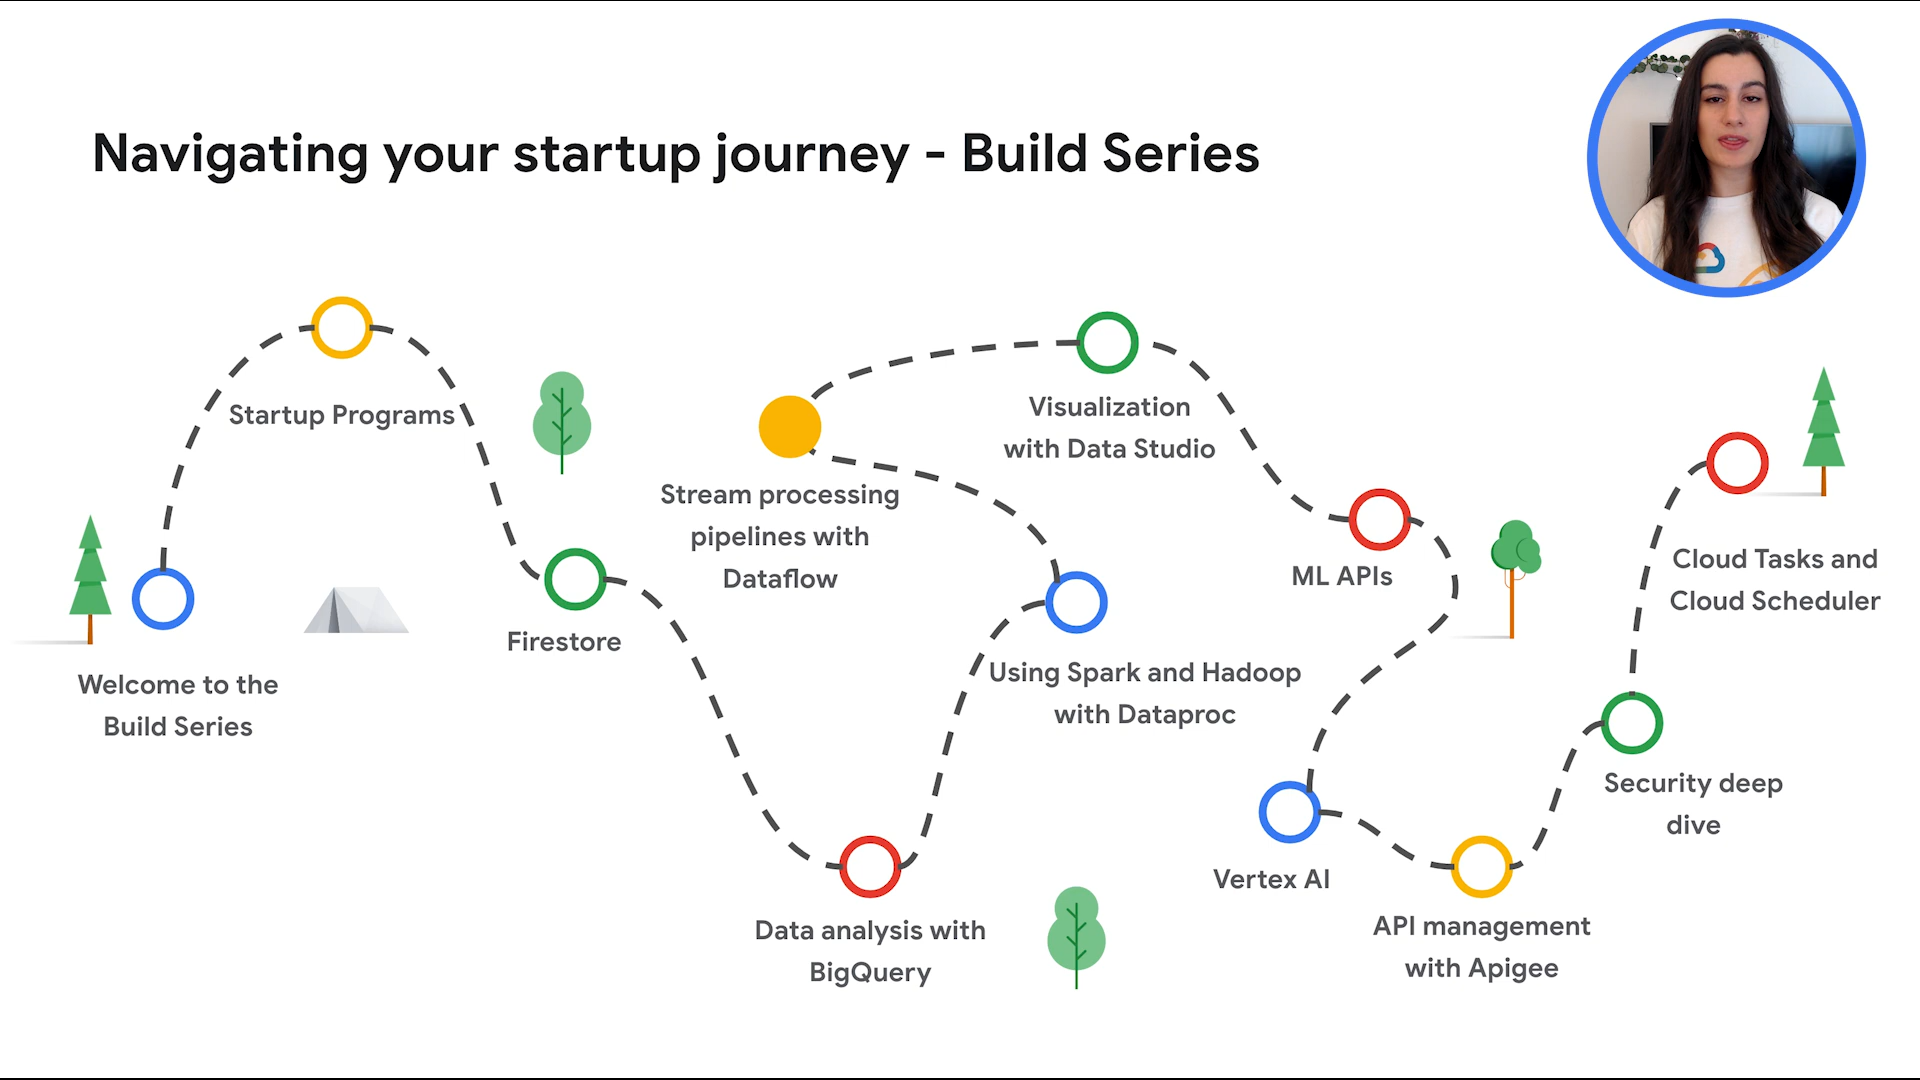 Navigating your startup journey - Build Series
Welcome to the
Build Series
Startup Programs
Firestore
Data analysis with
BigQuery
Using Spark and Hadoop
with Dataproc
Stream processing
pipelines with
Dataflow
Visualization
with Data Studio
ML APIs
Vertex AI
API management
with Apigee
Security deep
dive
Cloud Tasks and
Cloud Scheduler